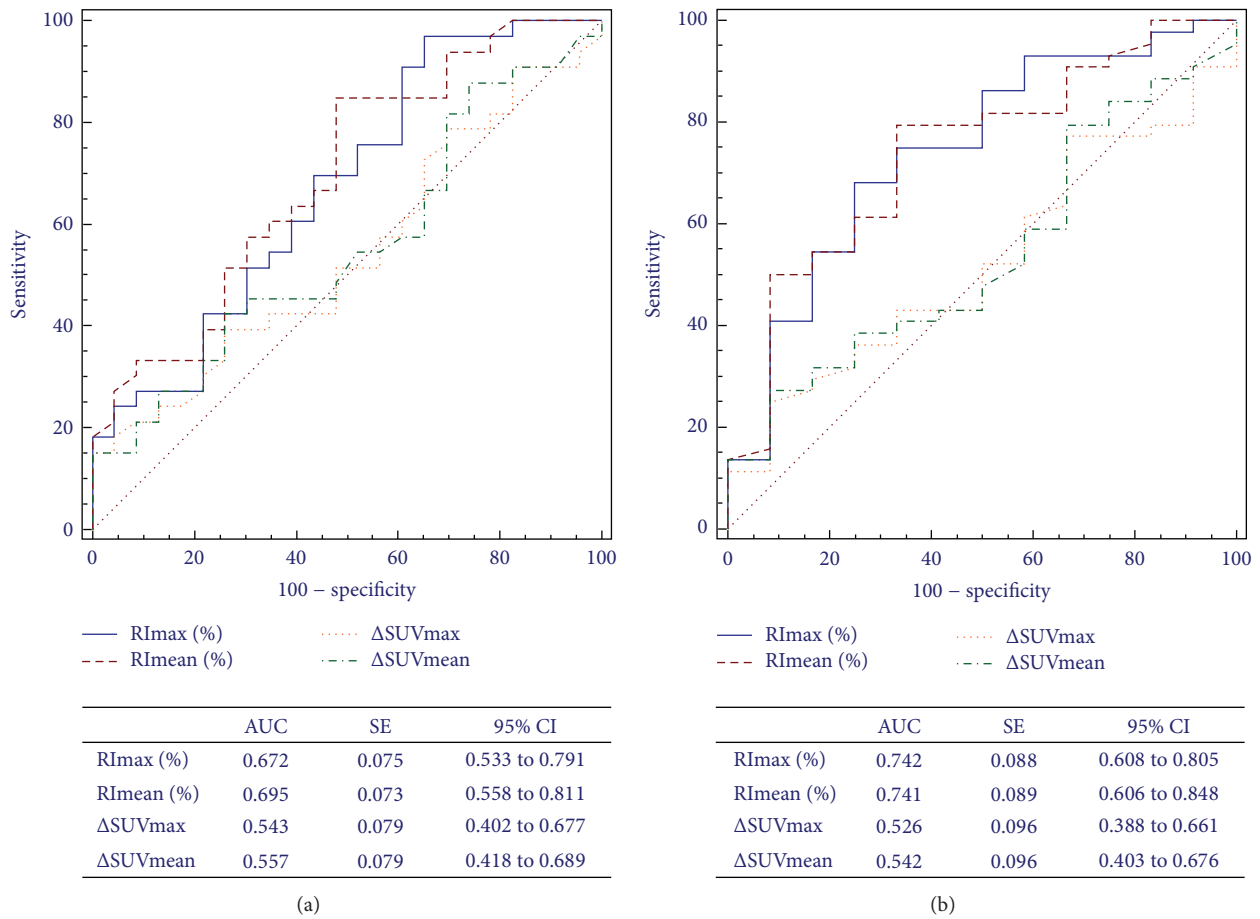 100
80
60
40
20
0
Sensitivity
0 20 40 60 80 100
100 − specificity
RImax (%)
RImean (%)
ΔSUVmax
ΔSUVmean
AUC SE 95% CI
RImax (%) 0.672 0.075 0.533 to 0.791
RImean (%) 0.695 0.073 0.558 to 0.811
ΔSUVmax 0.543 0.079 0.402 to 0.677
ΔSUVmean 0.557 0.079 0.418 to 0.689
(a)
100
80
60
40
20
0
Sensitivity
0 20 40 60 80 100
100 − specificity
RImax (%)
RImean (%)
ΔSUVmax
ΔSUVmean
AUC SE 95% CI
RImax (%) 0.742 0.088 0.608 to 0.805
RImean (%) 0.741 0.089 0.606 to 0.848
ΔSUVmax 0.526 0.096 0.388 to 0.661
ΔSUVmean 0.542 0.096 0.403 to 0.676
(b)